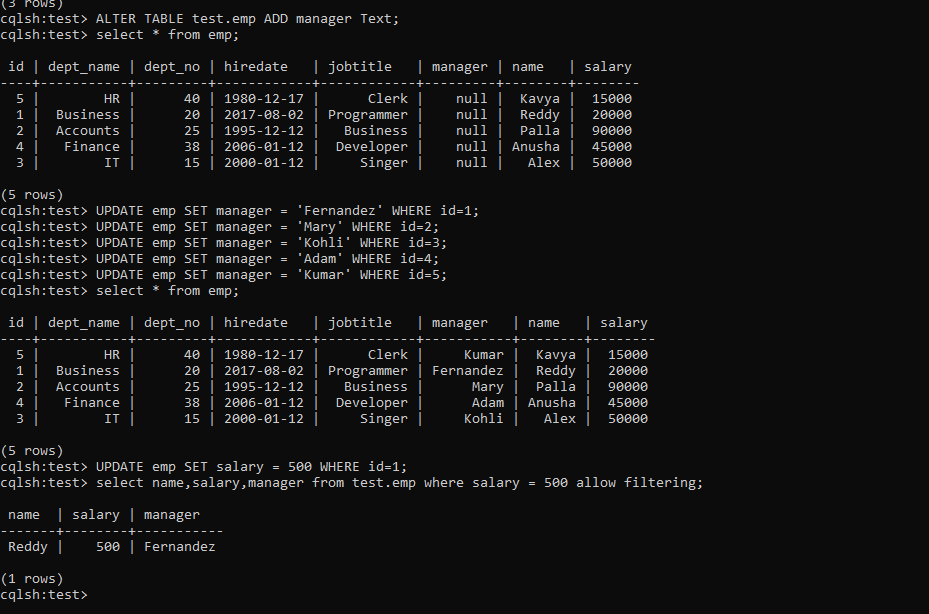 (3 rows)
cqlsh:test> ALTER TABLE test.emp ADD manager Text;
cqlsh:test> select * from emp;

 id | dept_name | dept_no | hiredate   | jobtitle   | manager | name   | salary
----+-----------+---------+------------+------------+---------+--------+--------
  5 |        HR |      40 | 1980-12-17 |      Clerk |    null |  Kavya |  15000
  1 |  Business |      20 | 2017-08-02 | Programmer |    null |  Reddy |  20000
  2 |  Accounts |      25 | 1995-12-12 |   Business |    null |  Palla |  90000
  4 |   Finance |      38 | 2006-01-12 |  Developer |    null | Anusha |  45000
  3 |        IT |      15 | 2000-01-12 |     Singer |    null |   Alex |  50000

(5 rows)
cqlsh:test> UPDATE emp SET manager = 'Fernandez' WHERE id=1;
cqlsh:test> UPDATE emp SET manager = 'Mary' WHERE id=2;
cqlsh:test> UPDATE emp SET manager = 'Kohli' WHERE id=3;
cqlsh:test> UPDATE emp SET manager = 'Adam' WHERE id=4;
cqlsh:test> UPDATE emp SET manager = 'Kumar' WHERE id=5;
cqlsh:test> select * from emp;

 id | dept_name | dept_no | hiredate   | jobtitle   | manager   | name   | salary
----+-----------+---------+------------+------------+-----------+--------+--------
  5 |        HR |      40 | 1980-12-17 |      Clerk |     Kumar |  Kavya |  15000
  1 |  Business |      20 | 2017-08-02 | Programmer | Fernandez |  Reddy |  20000
  2 |  Accounts |      25 | 1995-12-12 |   Business |      Mary |  Palla |  90000
  4 |   Finance |      38 | 2006-01-12 |  Developer |      Adam | Anusha |  45000
  3 |        IT |      15 | 2000-01-12 |     Singer |     Kohli |   Alex |  50000

(5 rows)
cqlsh:test> UPDATE emp SET salary = 500 WHERE id=1;
cqlsh:test> select name,salary,manager from test.emp where salary = 500 allow filtering;

 name  | salary | manager
-------+--------+-----------
 Reddy |    500 | Fernandez

(1 rows)
cqlsh:test>